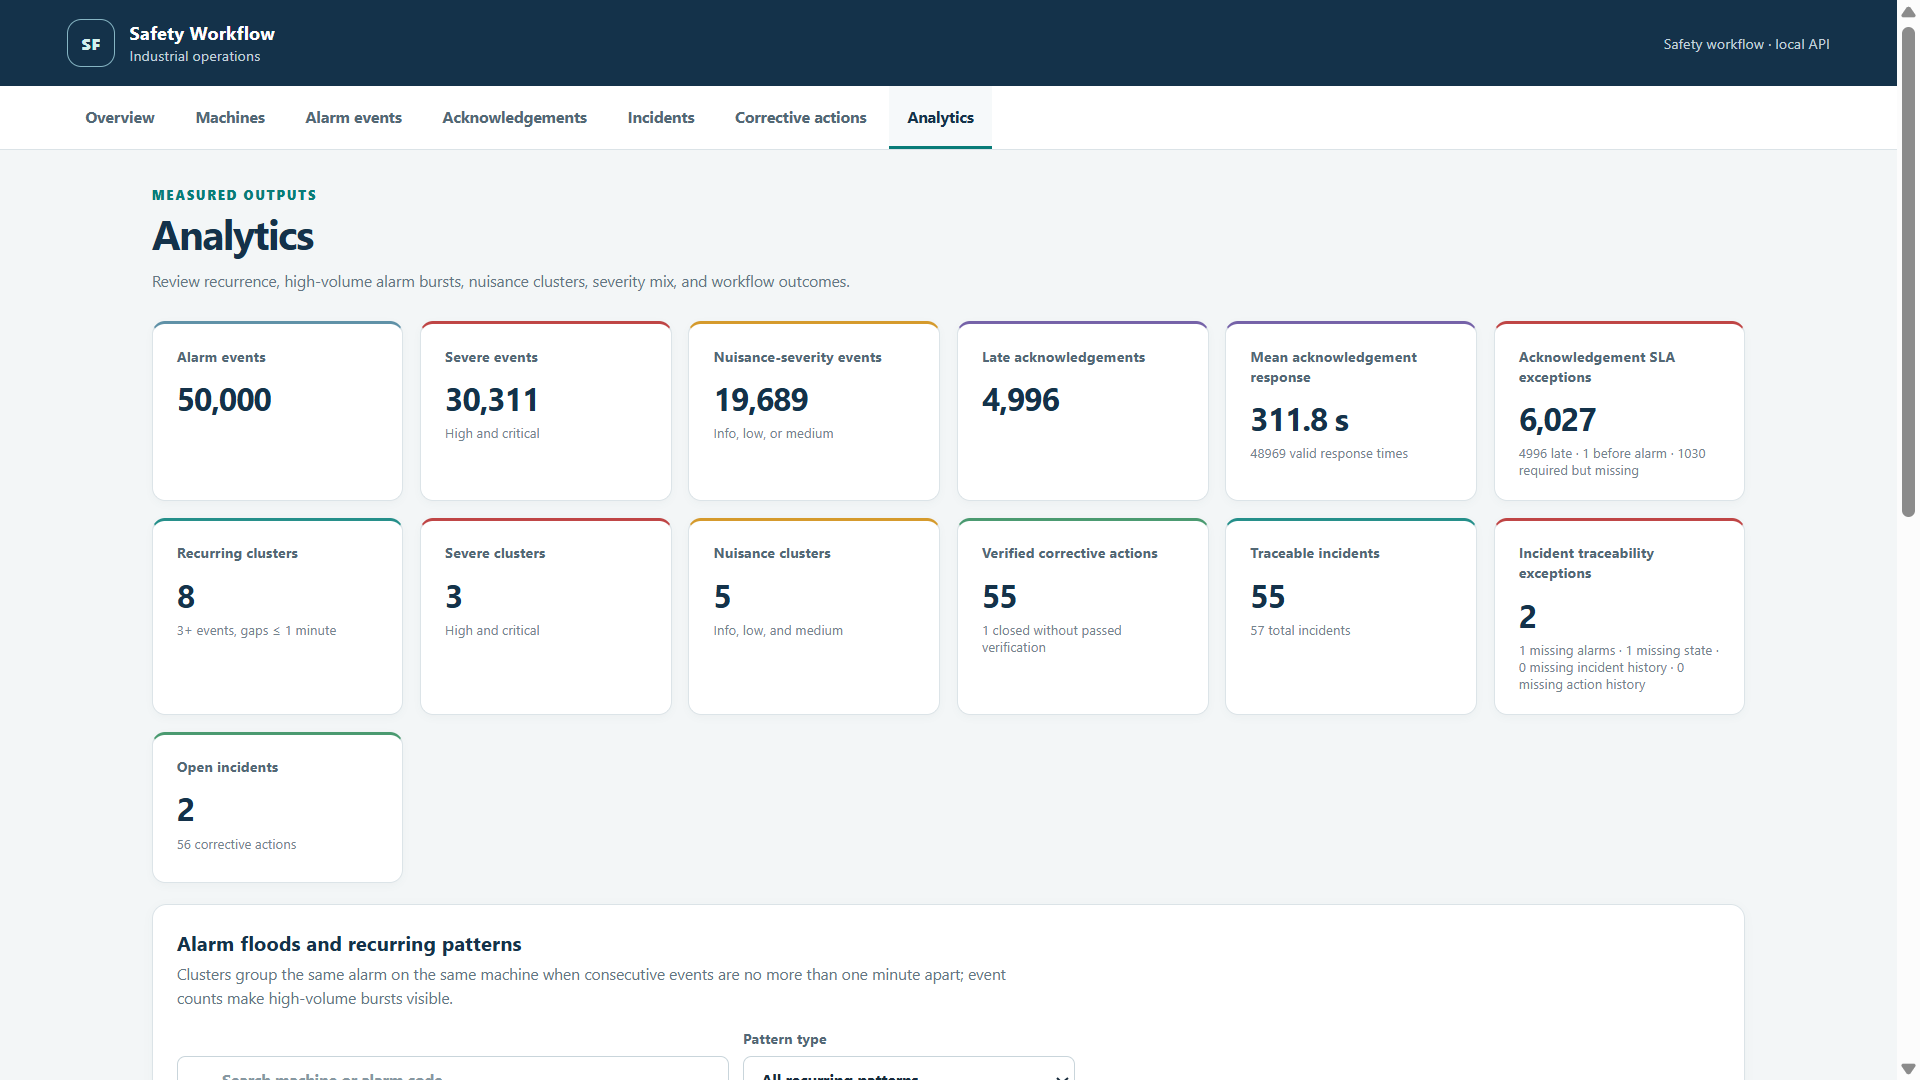 SF
Safety Workflow
Industrial operations
Safety workflow · local API
Overview
Machines
Alarm events
Acknowledgements
Incidents
Corrective actions
Analytics
MEASURED OUTPUTS
Analytics
Review recurrence, high-volume alarm bursts, nuisance clusters, severity mix, and workflow outcomes.
Alarm events
50,000
Severe events
30,311
High and critical
Nuisance-severity events
19,689
Info, low, or medium
Late acknowledgements
4,996
Mean acknowledgement
response
311.8 s
48969 valid response times
Acknowledgement SLA
exceptions
6,027
4996 late · 1 before alarm · 1030
required but missing
Recurring clusters
8
3+ events, gaps ≤ 1 minute
Severe clusters
3
High and critical
Nuisance clusters
5
Info, low, and medium
Verified corrective actions
55
1 closed without passed
verification
Traceable incidents
55
57 total incidents
Incident traceability
exceptions
2
1 missing alarms · 1 missing state ·
0 missing incident history · 0
missing action history
Open incidents
2
56 corrective actions
Alarm floods and recurring patterns
Clusters group the same alarm on the same machine when consecutive events are no more than one minute apart; event
counts make high-volume bursts visible.
Pattern type
Search machine or alarm code
All recurring patterns